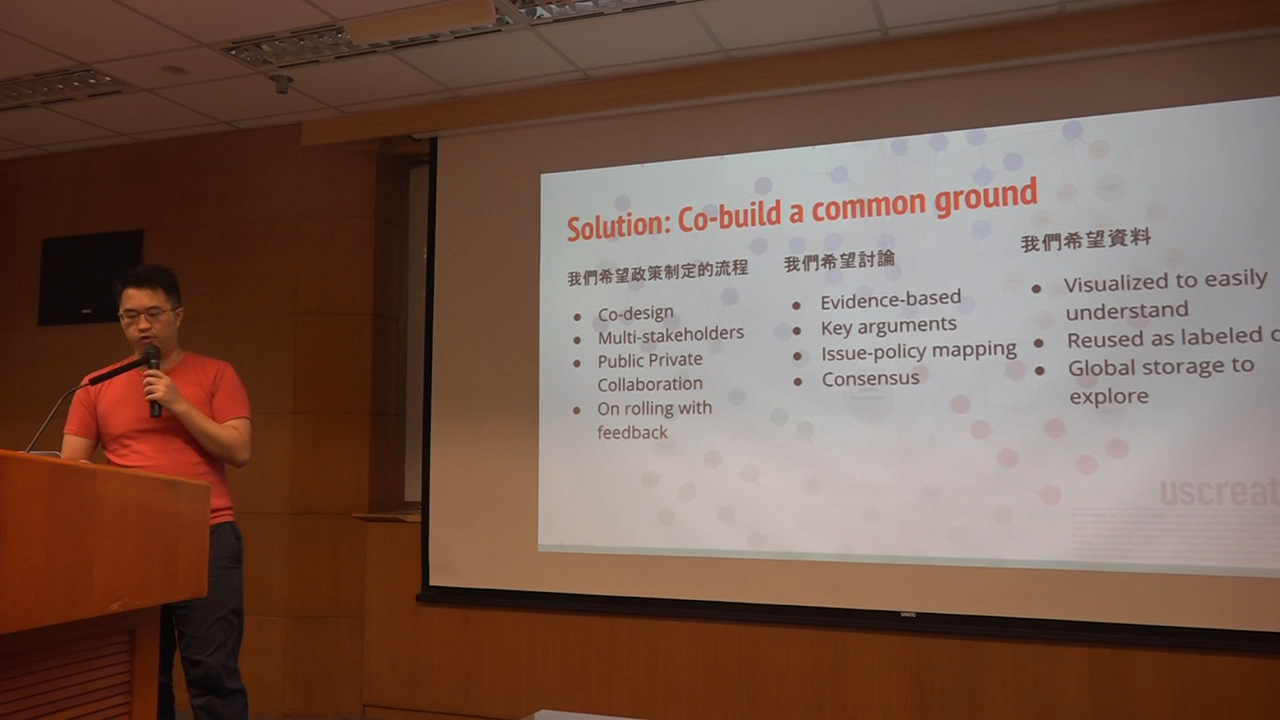 Solution: Co-build a common ground
我們希望政策制定的流程
Co-design
Multi-stakeholders
Public Private
Collaboration
On rolling with
feedback
我們希望討論
Evidence-based
Key arguments
Issue-policy mapping
Consensus
我們希望資料
Visualized to easily
understand
Reused as labeled
Global storage to
explore
uscreat